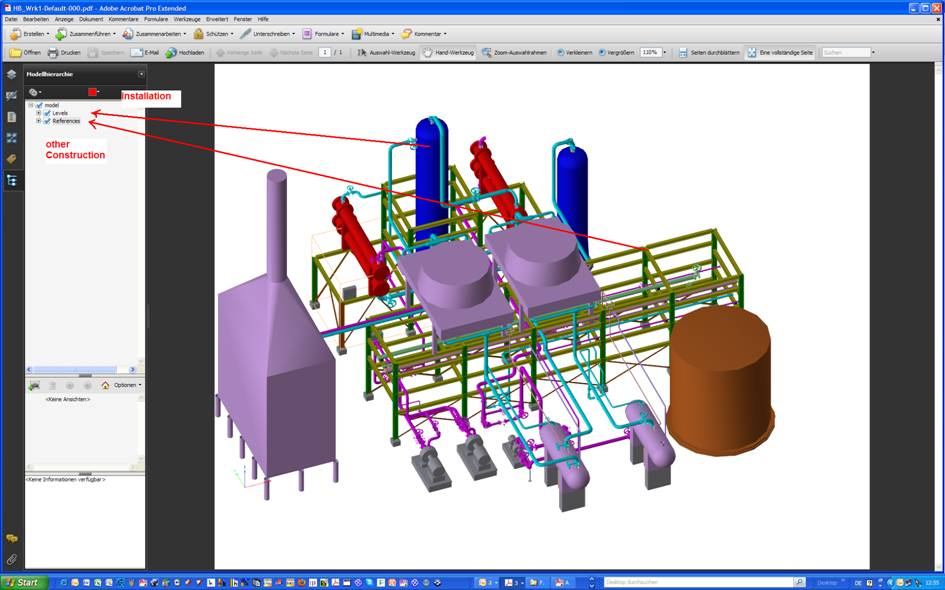 HB_Wrk1-Default-000.pdf - Adobe Acrobat Pro Extended
Datei Bearbeiten Anzeige Dokument Kommentare Formulare Werkzeuge Erweitert Fenster Hilfe
Erstellen Zusammenführen Zusammenarbeiten Schützen Unterschreiben Formulare Multimedia Kommentar
Öffnen Drucken Speichern E-Mail Hochladen Vorherige Seite Nächste Seite 1 / 1 Auswahl-Werkzeug Hand-Werkzeug Zoom-Auswahlrahmen Verkleinern Vergrößern 110% Seiten durchblättern Eine vollständige Seite Suchen
Modellhierarchie
Installation
model
Levels
References
other
Construction
Optionen
<Keine Ansichten>
<Keine Informationen verfügbar>
Start
Desktop durchsuchen
Desktop
DE
12:55